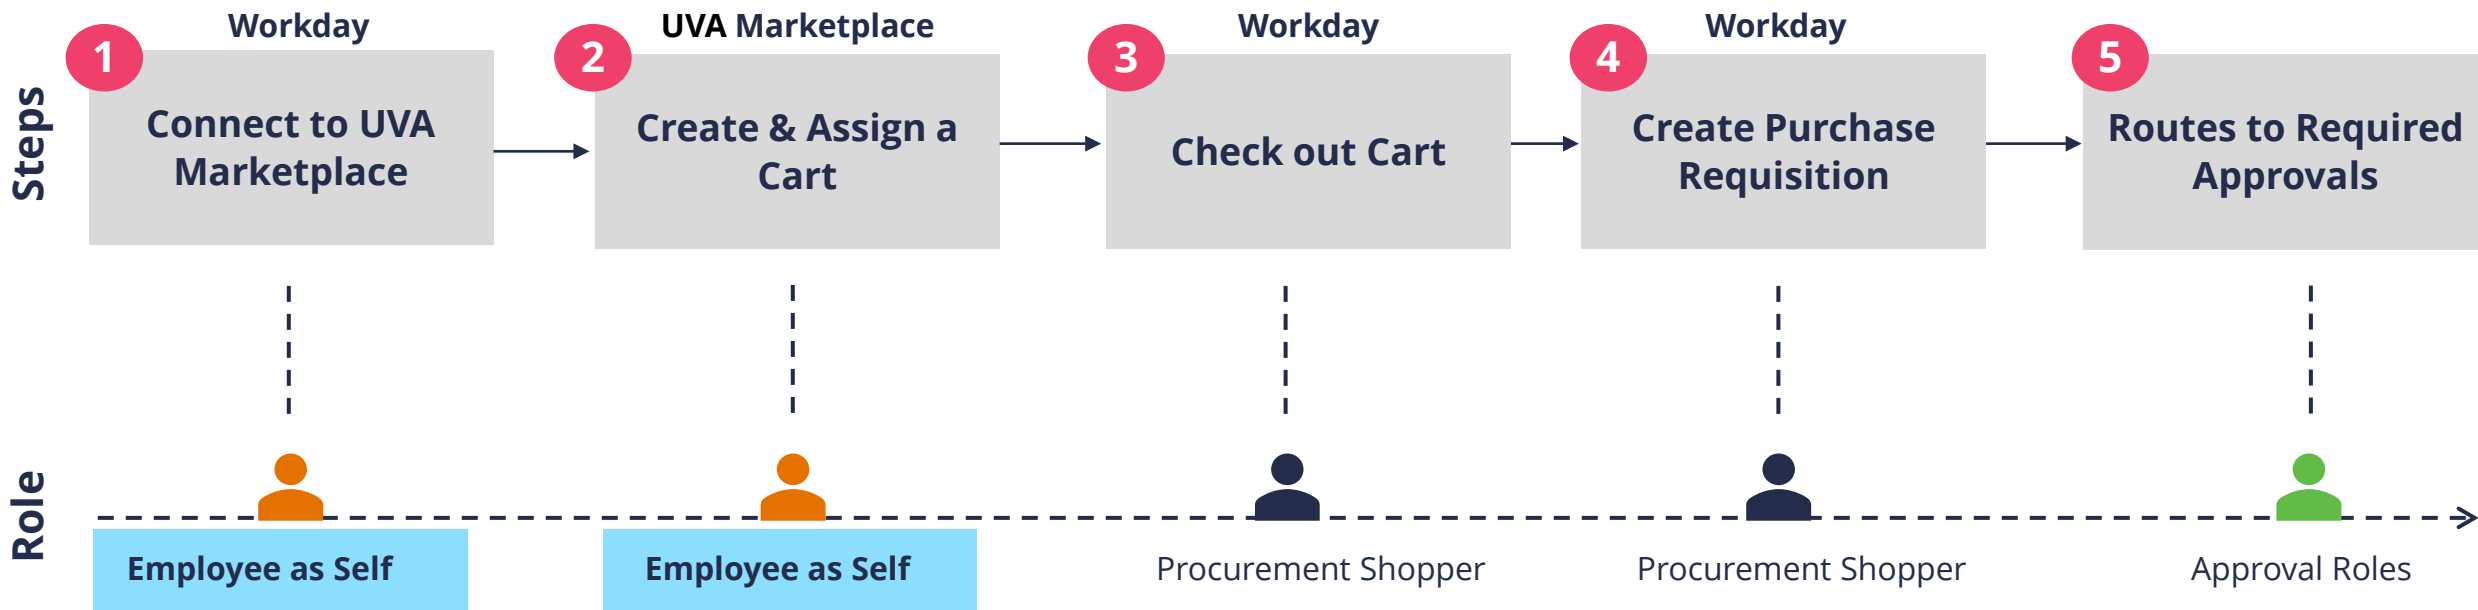 Workday
UVA Marketplace
Workday
Workday
1
2
3
4
5
Steps
Connect to UVA
Marketplace
Create & Assign a
Cart
Check out Cart
Create Purchase
Requisition
Routes to Required
Approvals
Role
Employee as Self
Employee as Self
Procurement Shopper
Procurement Shopper
Approval Roles